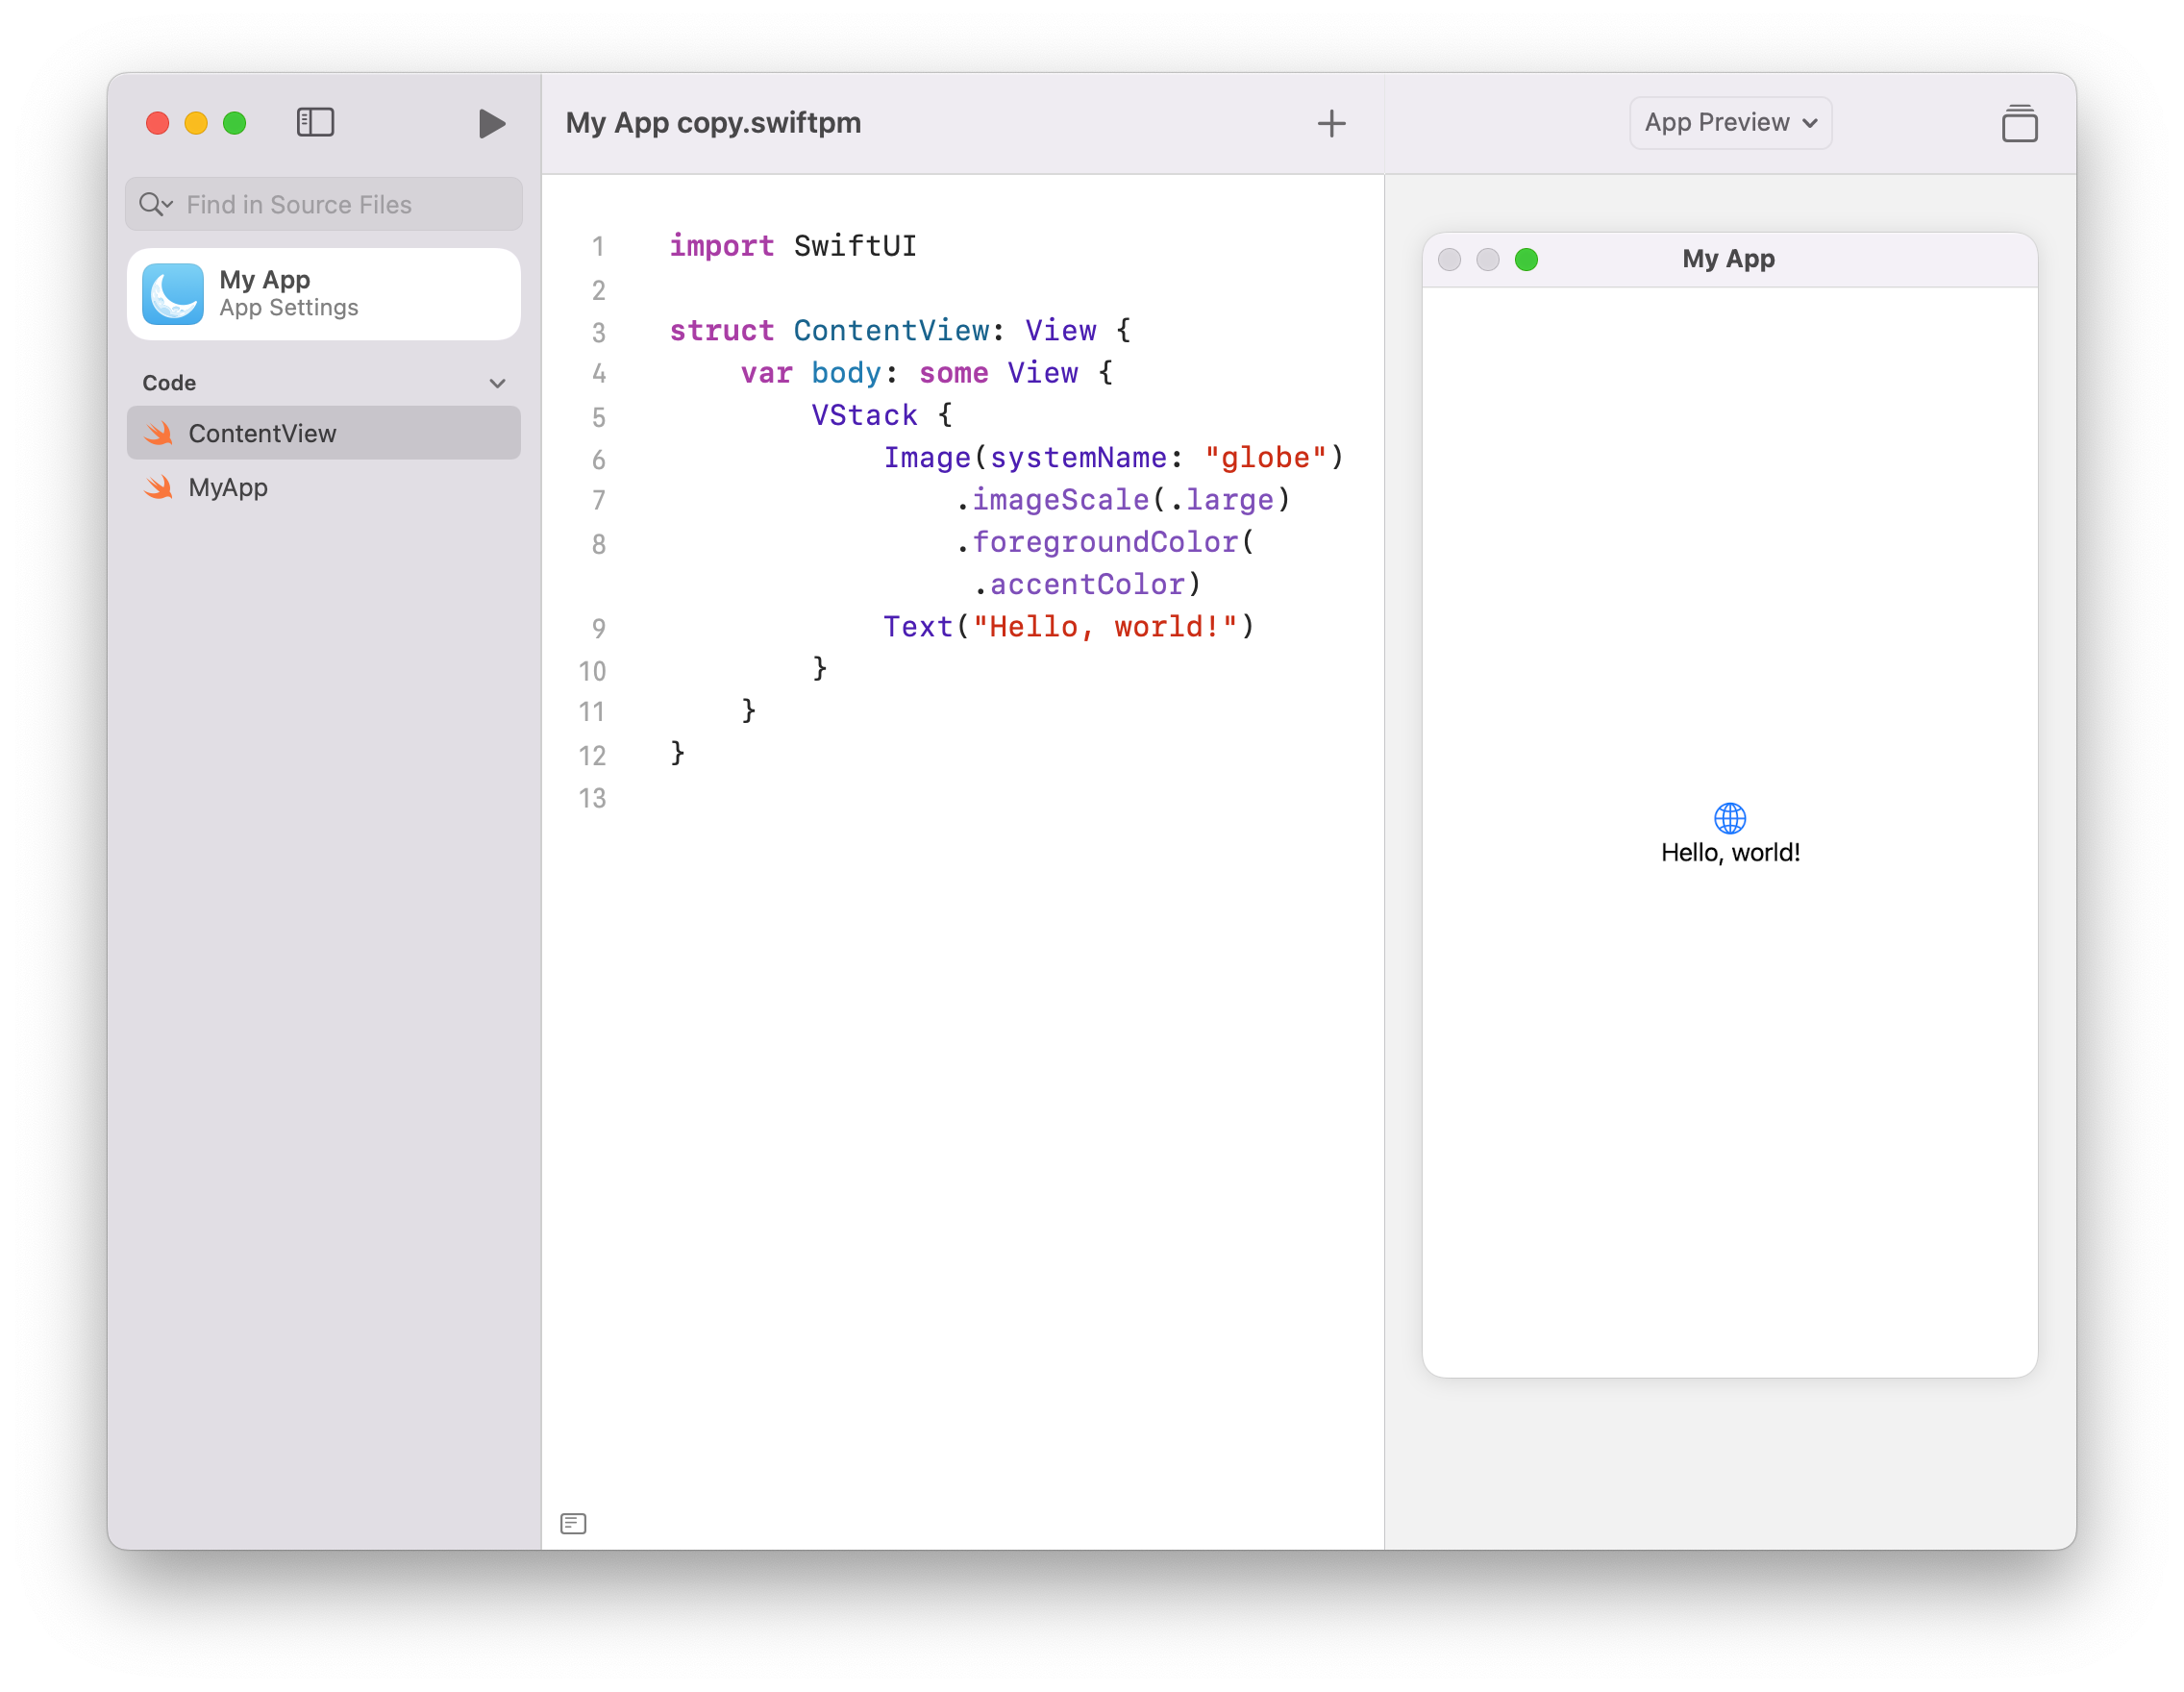 My App copy.swiftpm
App Preview
Find in Source Files
My App
App Settings
Code
ContentView
MyApp
1 import SwiftUI
2
3 struct ContentView: View {
4     var body: some View {
5         VStack {
6             Image(systemName: "globe")
7                 .imageScale(.large)
8                 .foregroundColor(
                 .accentColor)
9             Text("Hello, world!")
10         }
11     }
12 }
13
My App
Hello, world!